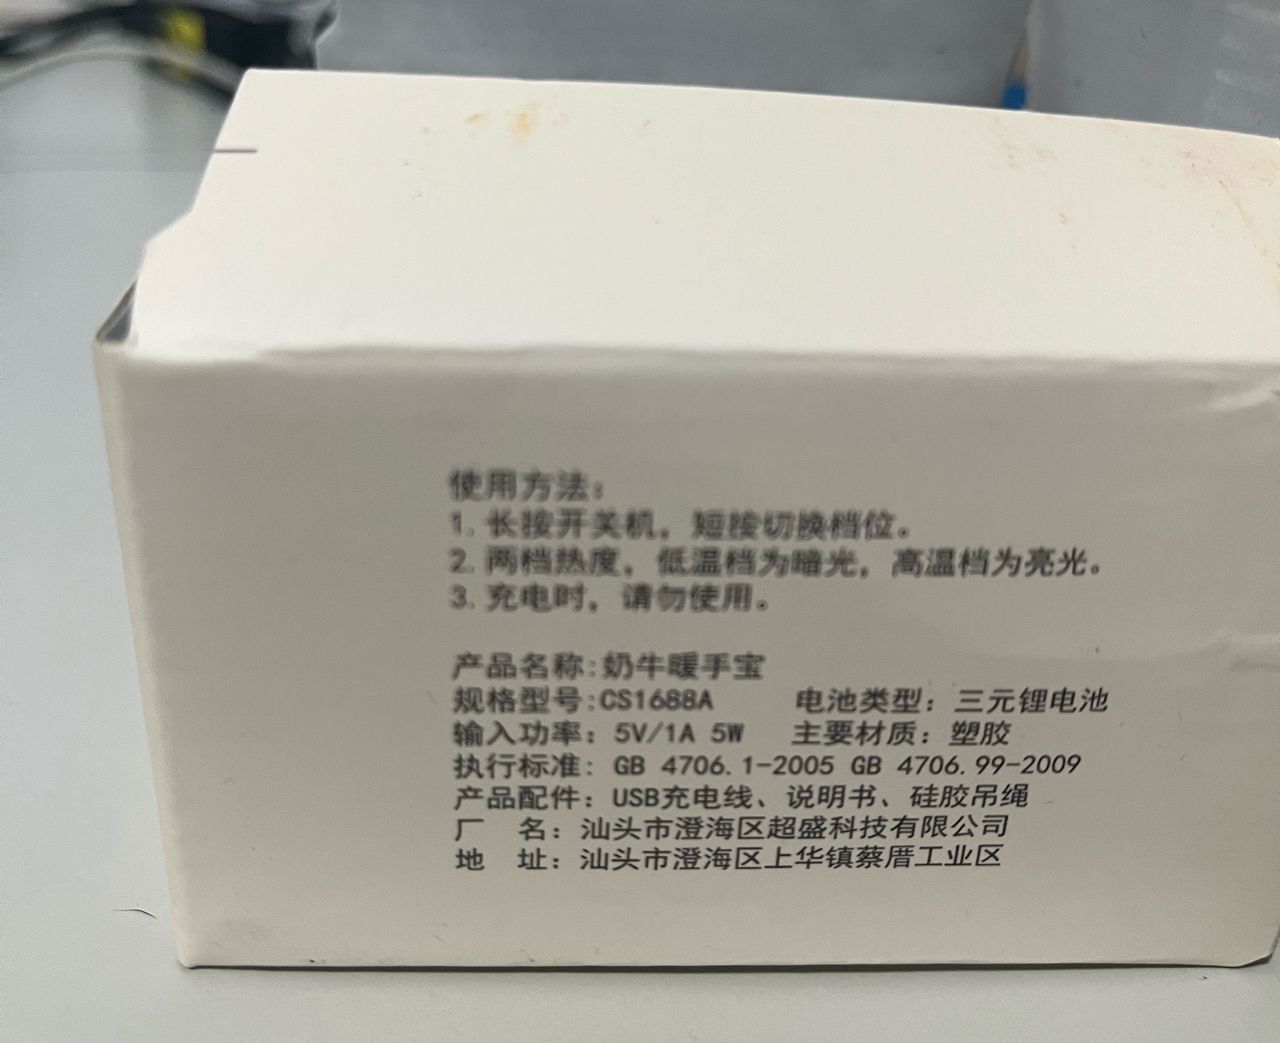 使用方法：
1. 长按开关机，短按切换档位。
2. 两档热度，低温档为暗光，高温档为亮光。
3. 充电时，请勿使用。
产品名称:奶牛暖手宝
规格型号:CS1688A 电池类型：三元锂电池
输入功率：5V/1A 5W 主要材质：塑胶
执行标准：GB 4706.1-2005 GB 4706.99-2009
产品配件：USB充电线、说明书、硅胶吊绳
厂 名：汕头市澄海区超盛科技有限公司
地 址：汕头市澄海区上华镇蔡厝工业区